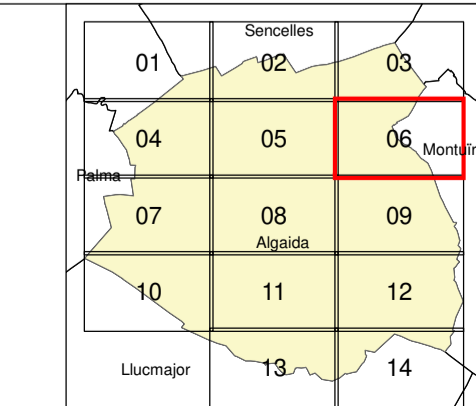 Sencelles
01 02 03
04 05 06
Montuïr
Palma
07 08 09
Algaida
10 11 12
Llucmajor
13 14